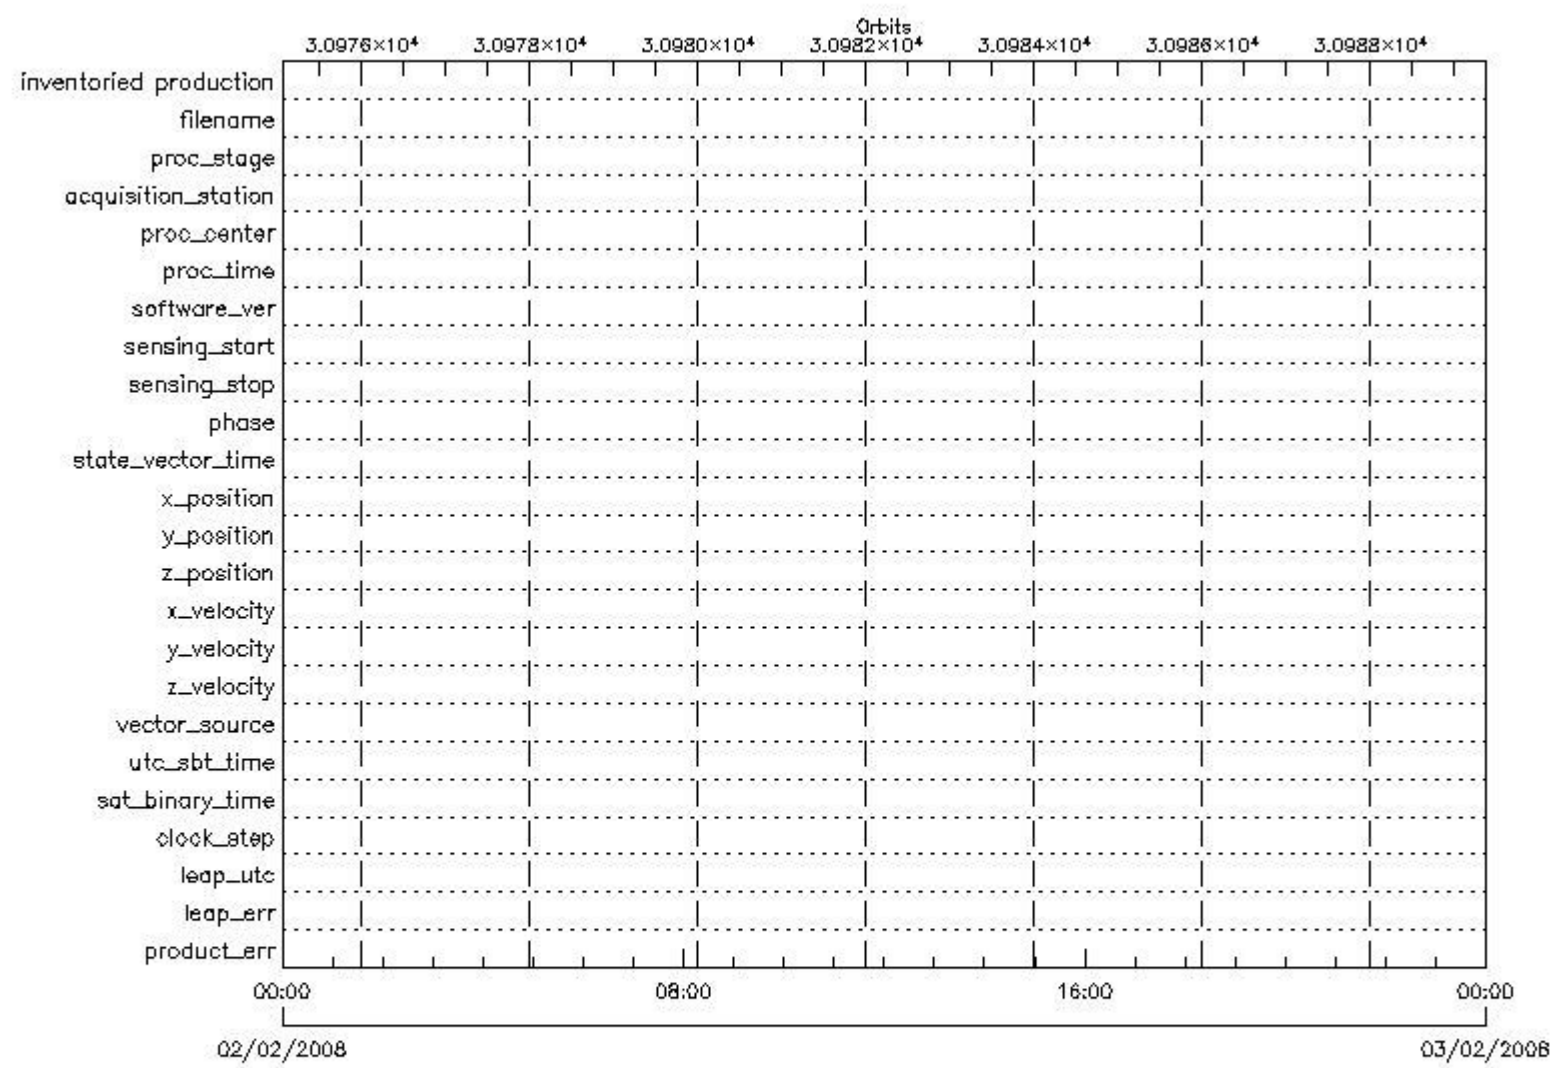 Orbits
3.0976×10⁴ 3.0978×10⁴ 3.0980×10⁴ 3.0982×10⁴ 3.0984×10⁴ 3.0986×10⁴ 3.0988×10⁴
inventoried production
filename
proc_stage
acquisition_station
proc_center
proc_time
software_ver
sensing_start
sensing_stop
phase
state_vector_time
x_position
y_position
z_position
x_velocity
y_velocity
z_velocity
vector_source
utc_sbt_time
sat_binary_time
clock_step
leap_utc
leap_err
product_err
00:00 08:00 16:00 00:00
02/02/2008 03/02/2008